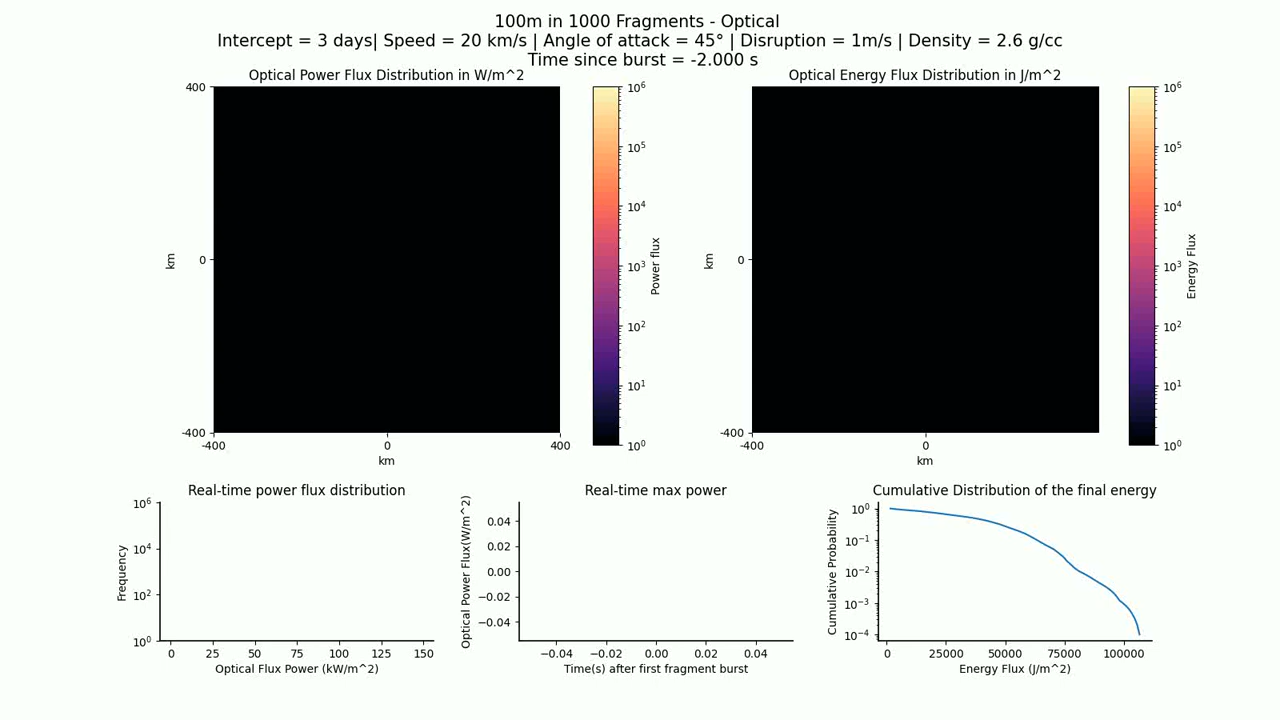 100m in 1000 Fragments - Optical
Intercept = 3 days| Speed = 20 km/s | Angle of attack = 45° | Disruption = 1m/s | Density = 2.6 g/cc
Time since burst = -2.000 s
Optical Power Flux Distribution in W/m^2
400
0
-400
km
-400 0 400
km
10^6
10^5
10^4
10^3
10^2
10^1
10^0
Power flux
Optical Energy Flux Distribution in J/m^2
0
-400
km
-400 0
km
10^6
10^5
10^4
10^3
10^2
10^1
10^0
Energy Flux
Real-time power flux distribution
10^6
10^4
10^2
10^0
Frequency
0 25 50 75 100 125 150
Optical Flux Power (kW/m^2)
Real-time max power
0.04
0.02
0.00
−0.02
−0.04
Optical Power Flux(W/m^2)
−0.04 −0.02 0.00 0.02 0.04
Time(s) after first fragment burst
Cumulative Distribution of the final energy
10^0
10^−1
10^−2
10^−3
10^−4
Cumulative Probability
0 25000 50000 75000 100000
Energy Flux (J/m^2)